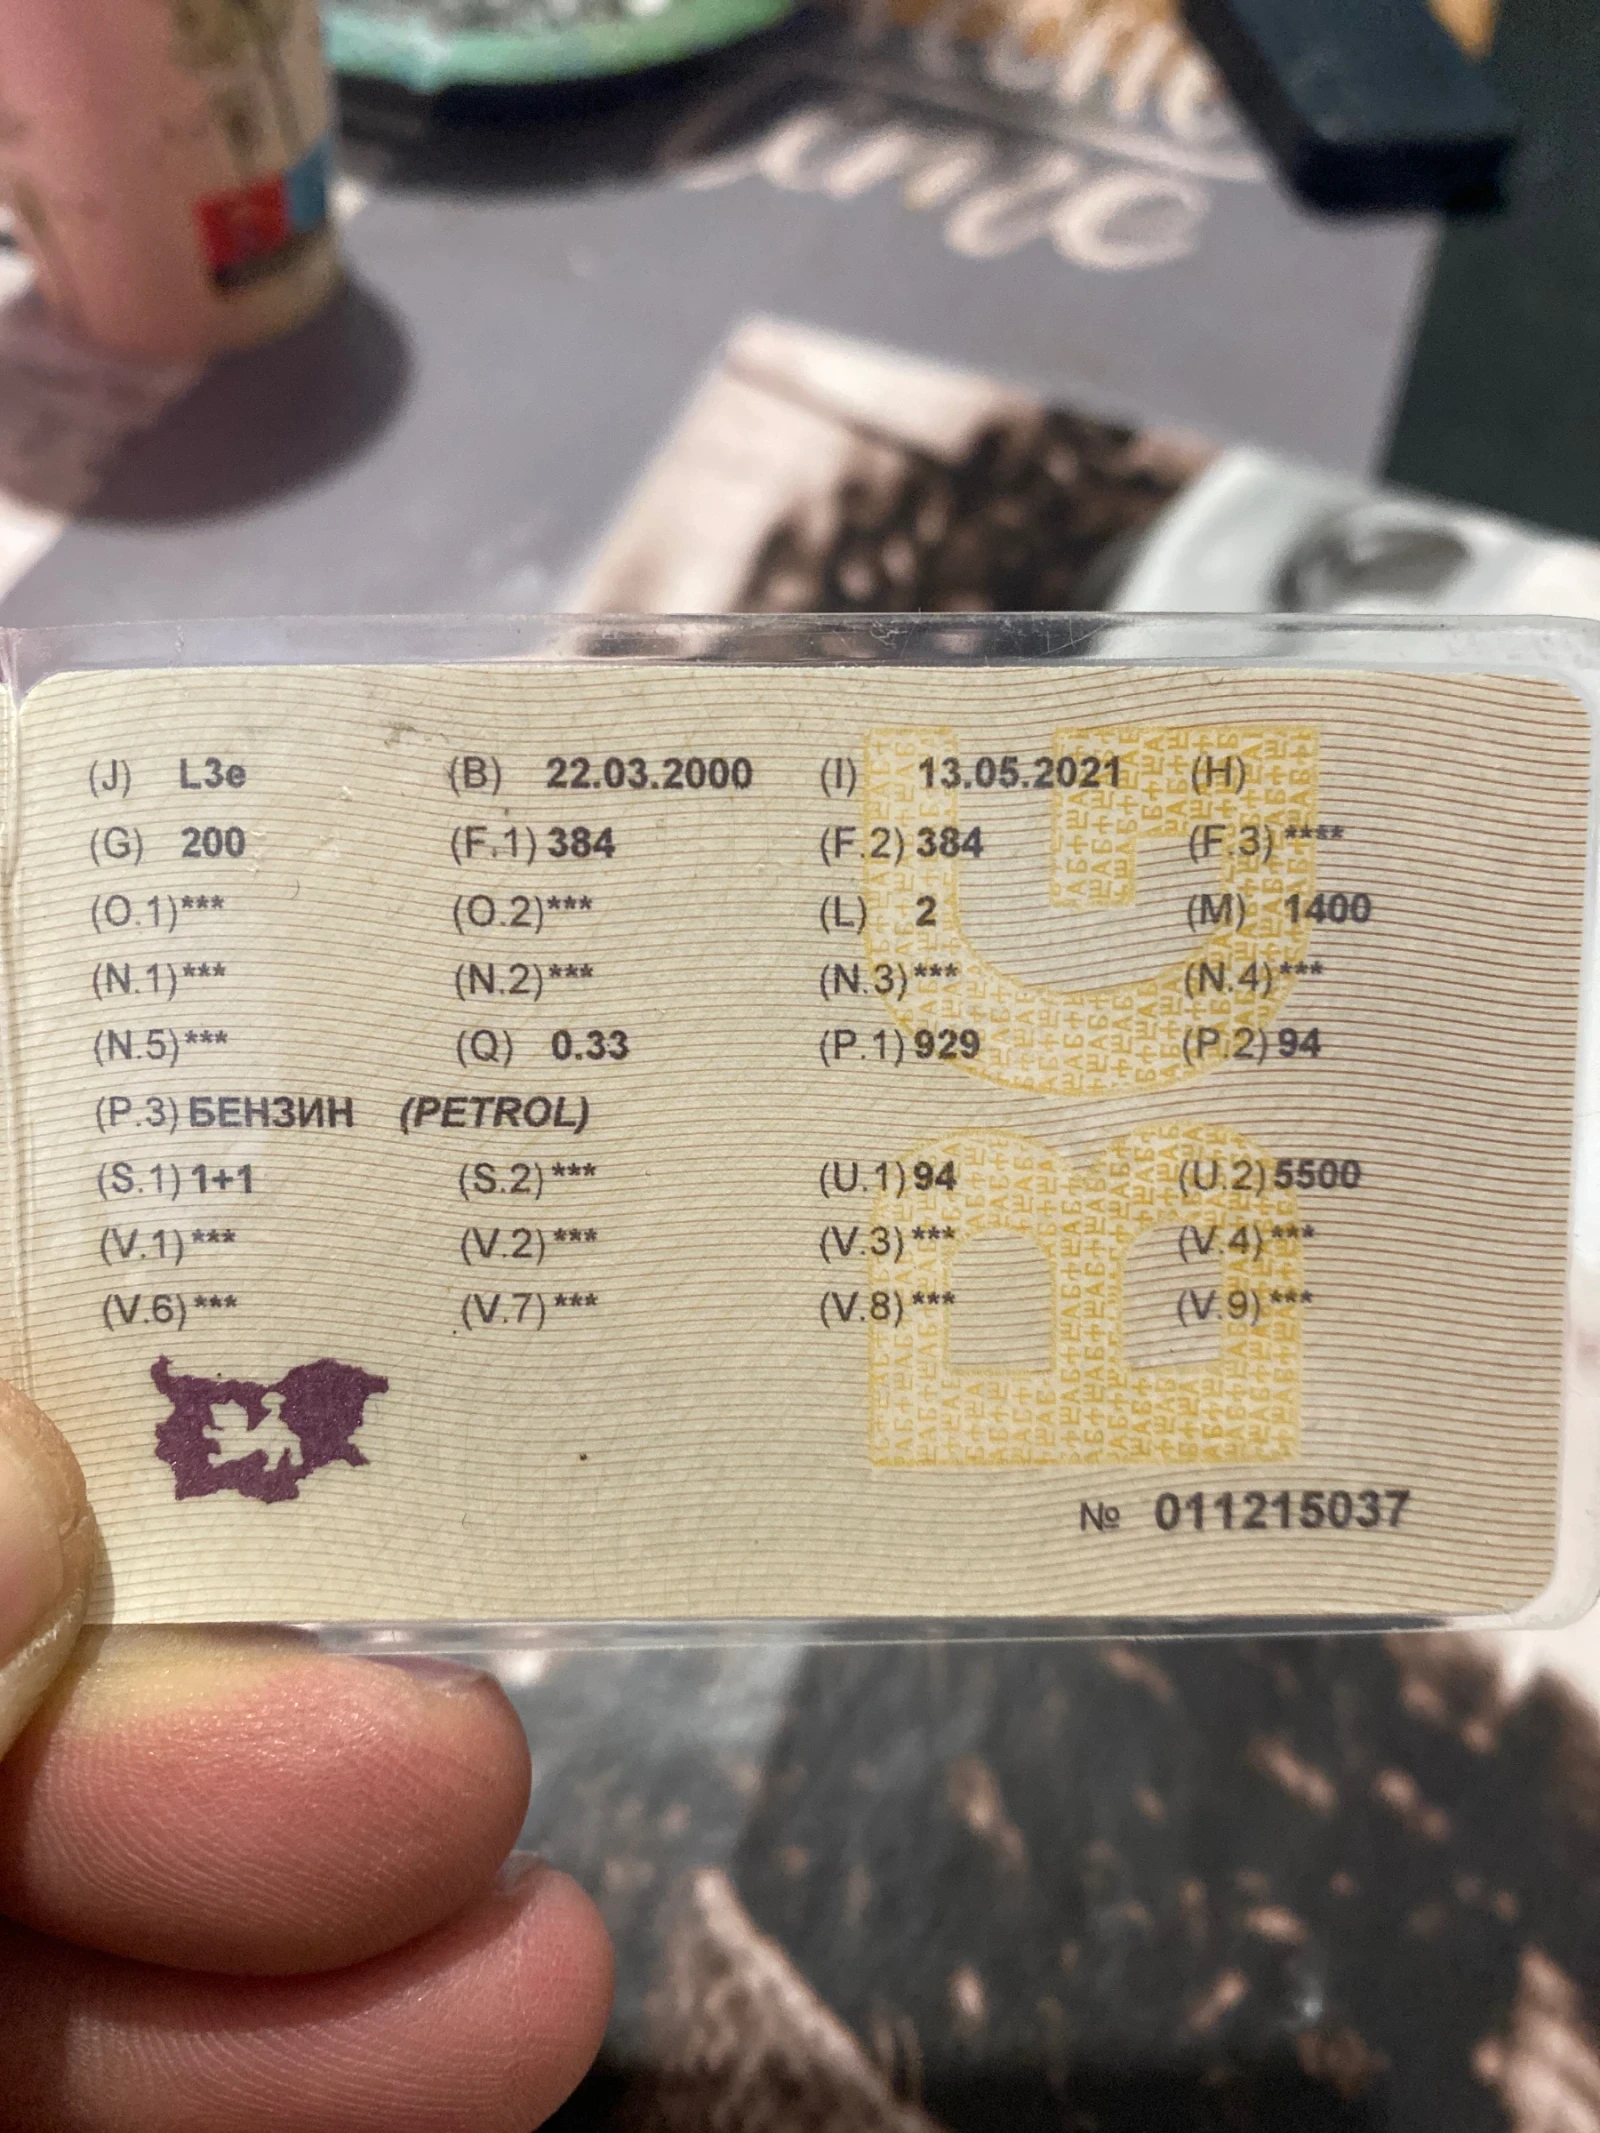 (J) L3e (B) 22.03.2000 (I) 13.05.2021 (H)
(G) 200 (F.1) 384 (F.2) 384 (F.3) ****
(O.1) *** (O.2) *** (L) 2 (M) 1400
(N.1) *** (N.2) *** (N.3) *** (N.4) ***
(N.5) *** (Q) 0.33 (P.1) 929 (P.2) 94
(P.3) БЕНЗИН (PETROL)
(S.1) 1+1 (S.2) *** (U.1) 94 (U.2) 5500
(V.1) *** (V.2) *** (V.3) *** (V.4) ***
(V.6) *** (V.7) *** (V.8) *** (V.9) ***
№ 011215037